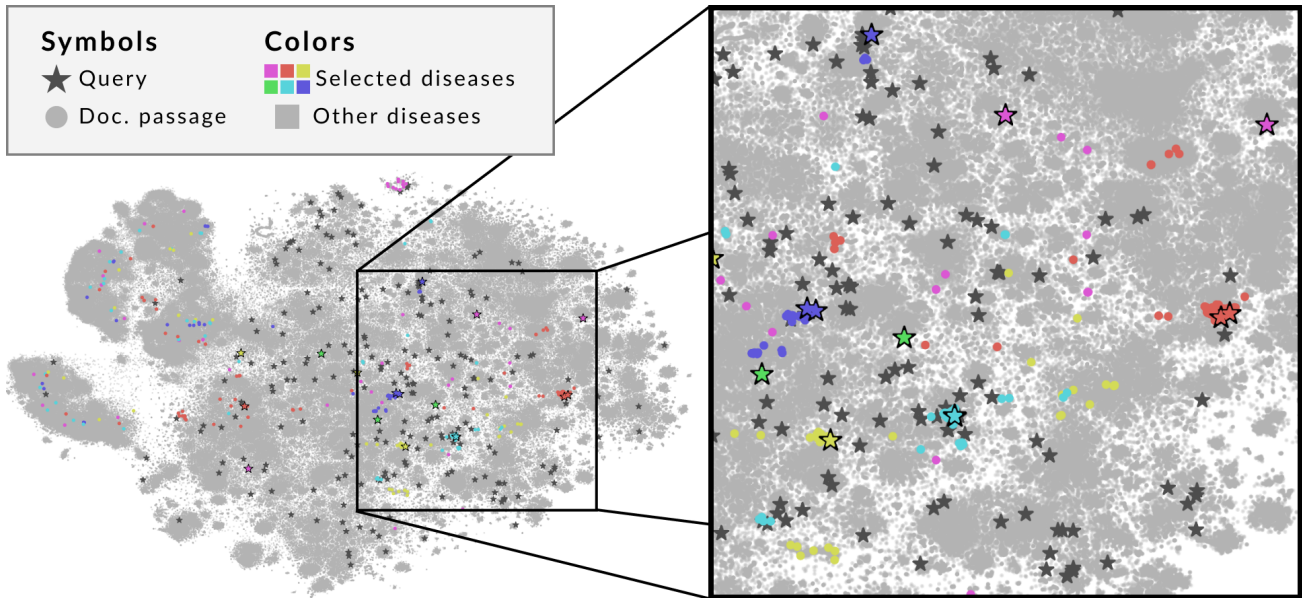 Symbols
Colors
Query
Selected diseases
Doc. passage
Other diseases